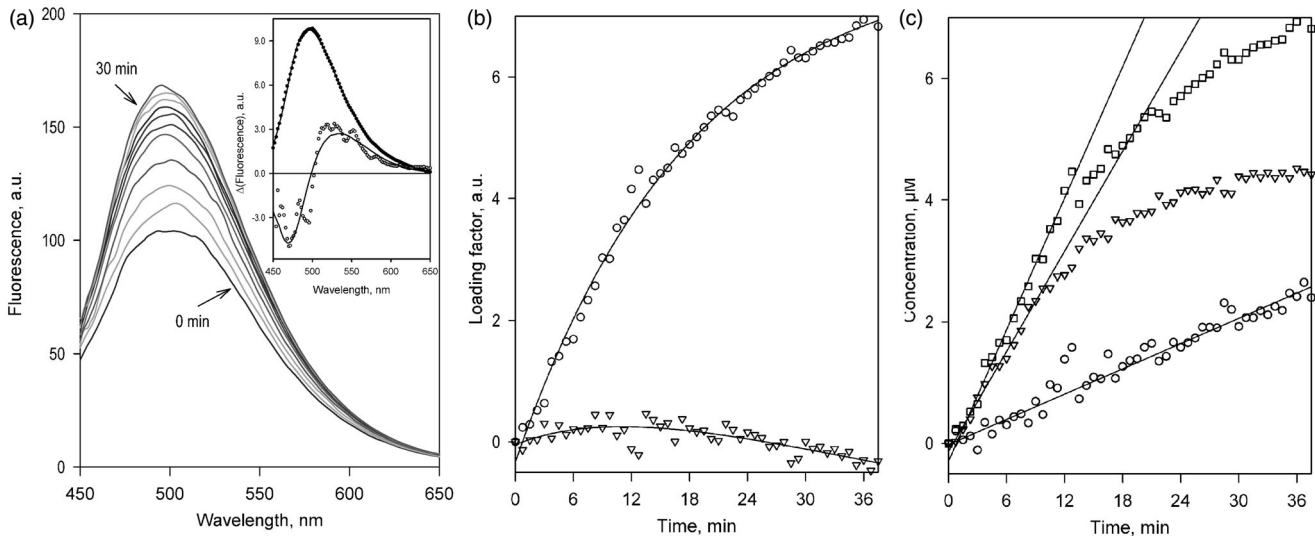 (a)
200
150
100
50
0
Fluorescence, a.u.
30 min
0 min
450 500 550 600 650
Wavelength, nm
9.0
6.0
3.0
0.0
-3.0
Δ(Fluorescence), a.u.
450 500 550 600 650
Wavelength, nm
(b)
6
4
2
0
Loading factor, a.u.
0 6 12 18 24 30 36
Time, min
(c)
6
4
2
0
Concentration, μM
0 6 12 18 24 30 36
Time, min